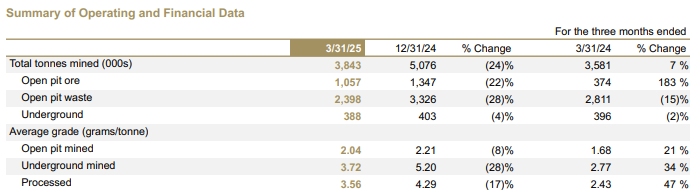 Summary of Operating and Financial Data
For the three months ended
3/31/25 12/31/24 % Change 3/31/24 % Change
Total tonnes mined (000s) 3,843 5,076 (24)% 3,581 7 %
Open pit ore 1,057 1,347 (22)% 374 183 %
Open pit waste 2,398 3,326 (28)% 2,811 (15)%
Underground 388 403 (4)% 396 (2)%
Average grade (grams/tonne)
Open pit mined 2.04 2.21 (8)% 1.68 21 %
Underground mined 3.72 5.20 (28)% 2.77 34 %
Processed 3.56 4.29 (17)% 2.43 47 %